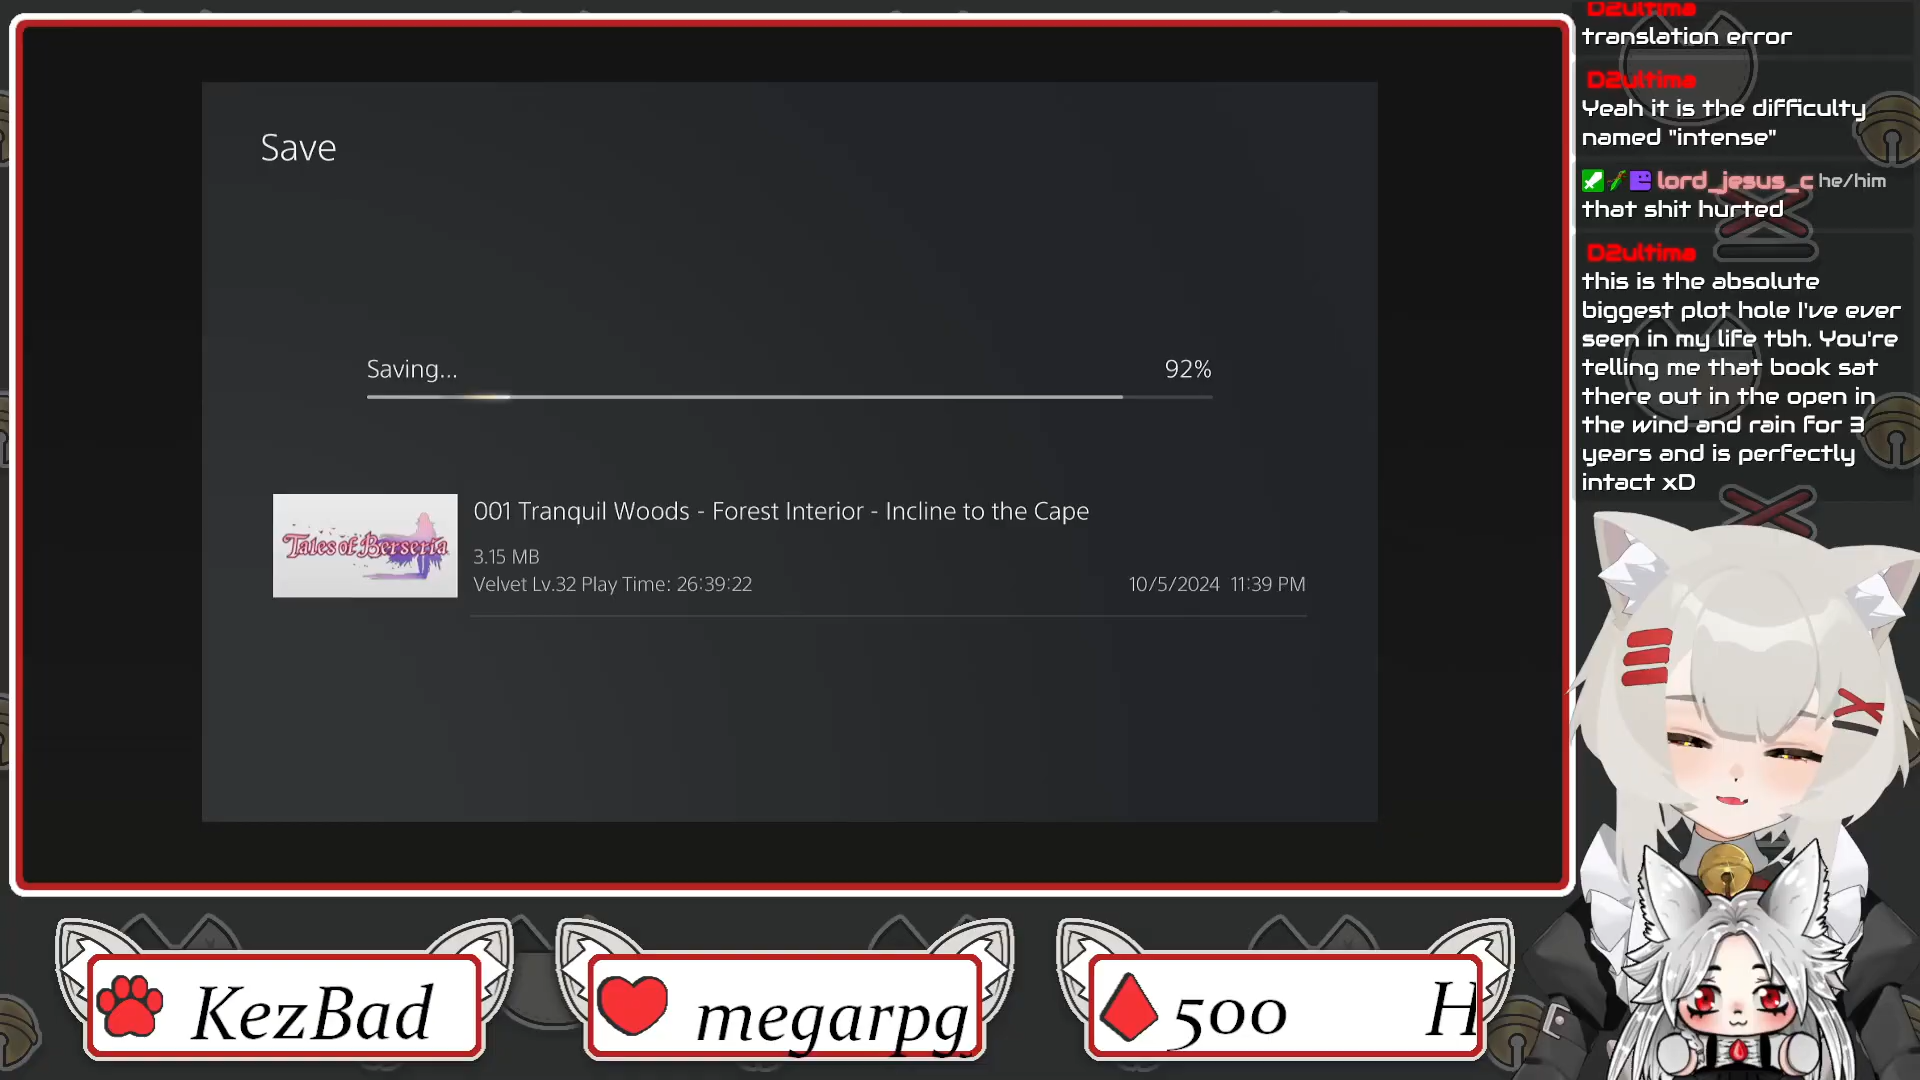 Save
Saving...
92%
Tales of Berseria
001 Tranquil Woods - Forest Interior - Incline to the Cape
3.15 MB
Velvet Lv.32 Play Time: 26:39:22
10/5/2024 11:39 PM
D2ultima
translation error
D2ultima
Yeah it is the difficulty
named "intense"
lord_jesus_c he/him
that shit hurted
D2ultima
this is the absolute
biggest plot hole I've ever
seen in my life tbh. You're
telling me that book sat
there out in the open in
the wind and rain for 3
years and is perfectly
intact xD
KezBad
megarpg
500 H